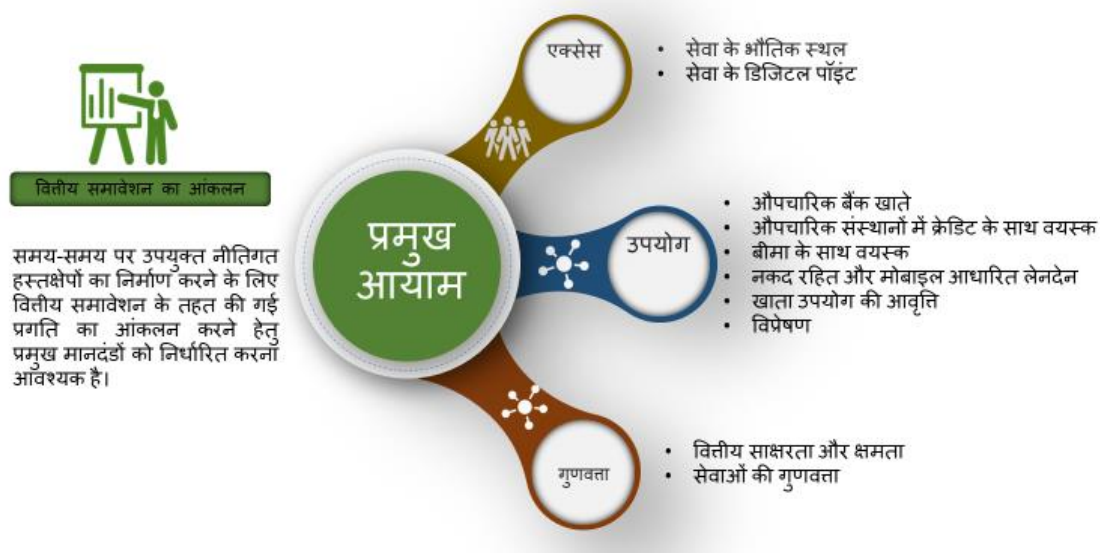 वित्तीय समावेशन का आंकलन
समय-समय पर उपयुक्त नीतिगत
हस्तक्षेपों का निर्माण करने के लिए
वित्तीय समावेशन के तहत की गई
प्रगति का आंकलन करने हेतु
प्रमुख मानदंडों को निर्धारित करना
आवश्यक है।
प्रमुख
आयाम
एक्सेस
• सेवा के भौतिक स्थल
• सेवा के डिजिटल पॉइंट
उपयोग
• औपचारिक बैंक खाते
• औपचारिक संस्थानों में क्रेडिट के साथ वयस्क
• बीमा के साथ वयस्क
• नकद रहित और मोबाइल आधारित लेनदेन
• खाता उपयोग की आवृत्ति
• विप्रेषण
गुणवत्ता
• वित्तीय साक्षरता और क्षमता
• सेवाओं की गुणवत्ता